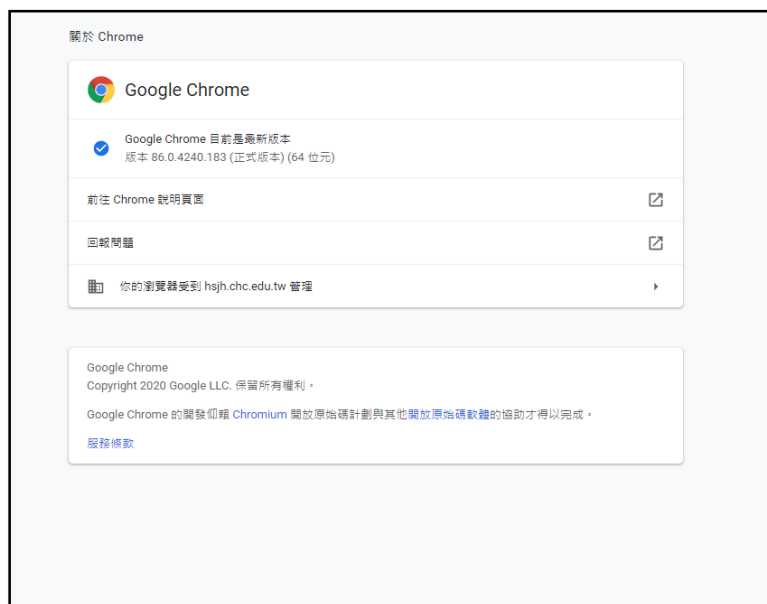 關於 Chrome
Google Chrome
Google Chrome 目前是最新版本
版本 86.0.4240.183 (正式版本) (64 位元)
前往 Chrome 說明頁面
回報問題
你的瀏覽器受到 hsjh.chc.edu.tw 管理
Google Chrome
Copyright 2020 Google LLC. 保留所有權利。
Google Chrome 的開發仰賴 Chromium 開放原始碼計劃與其他開放原始碼軟體的協助才得以完成。
服務條款